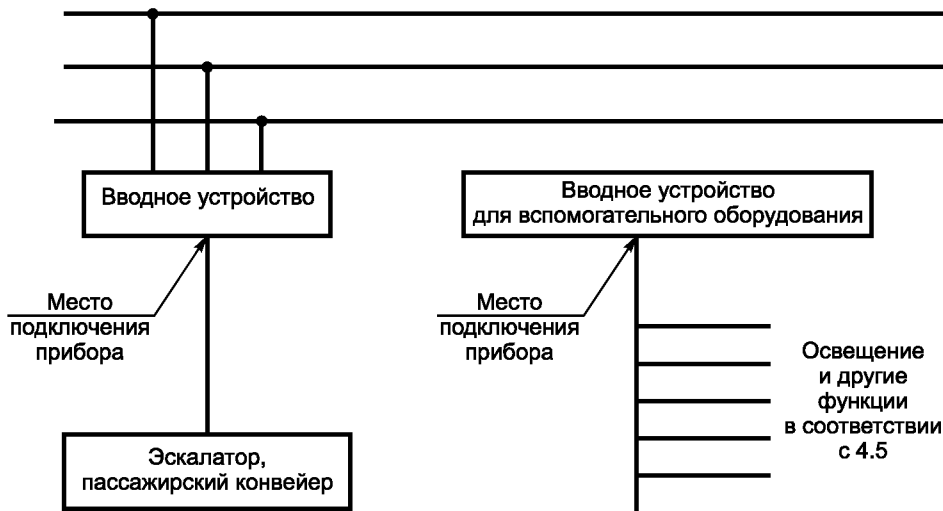 Вводное устройство
Вводное устройство
для вспомогательного оборудования
Место
подключения
прибора
Место
подключения
прибора
Освещение
и другие
функции
в соответствии
с 4.5
Эскалатор,
пассажирский конвейер